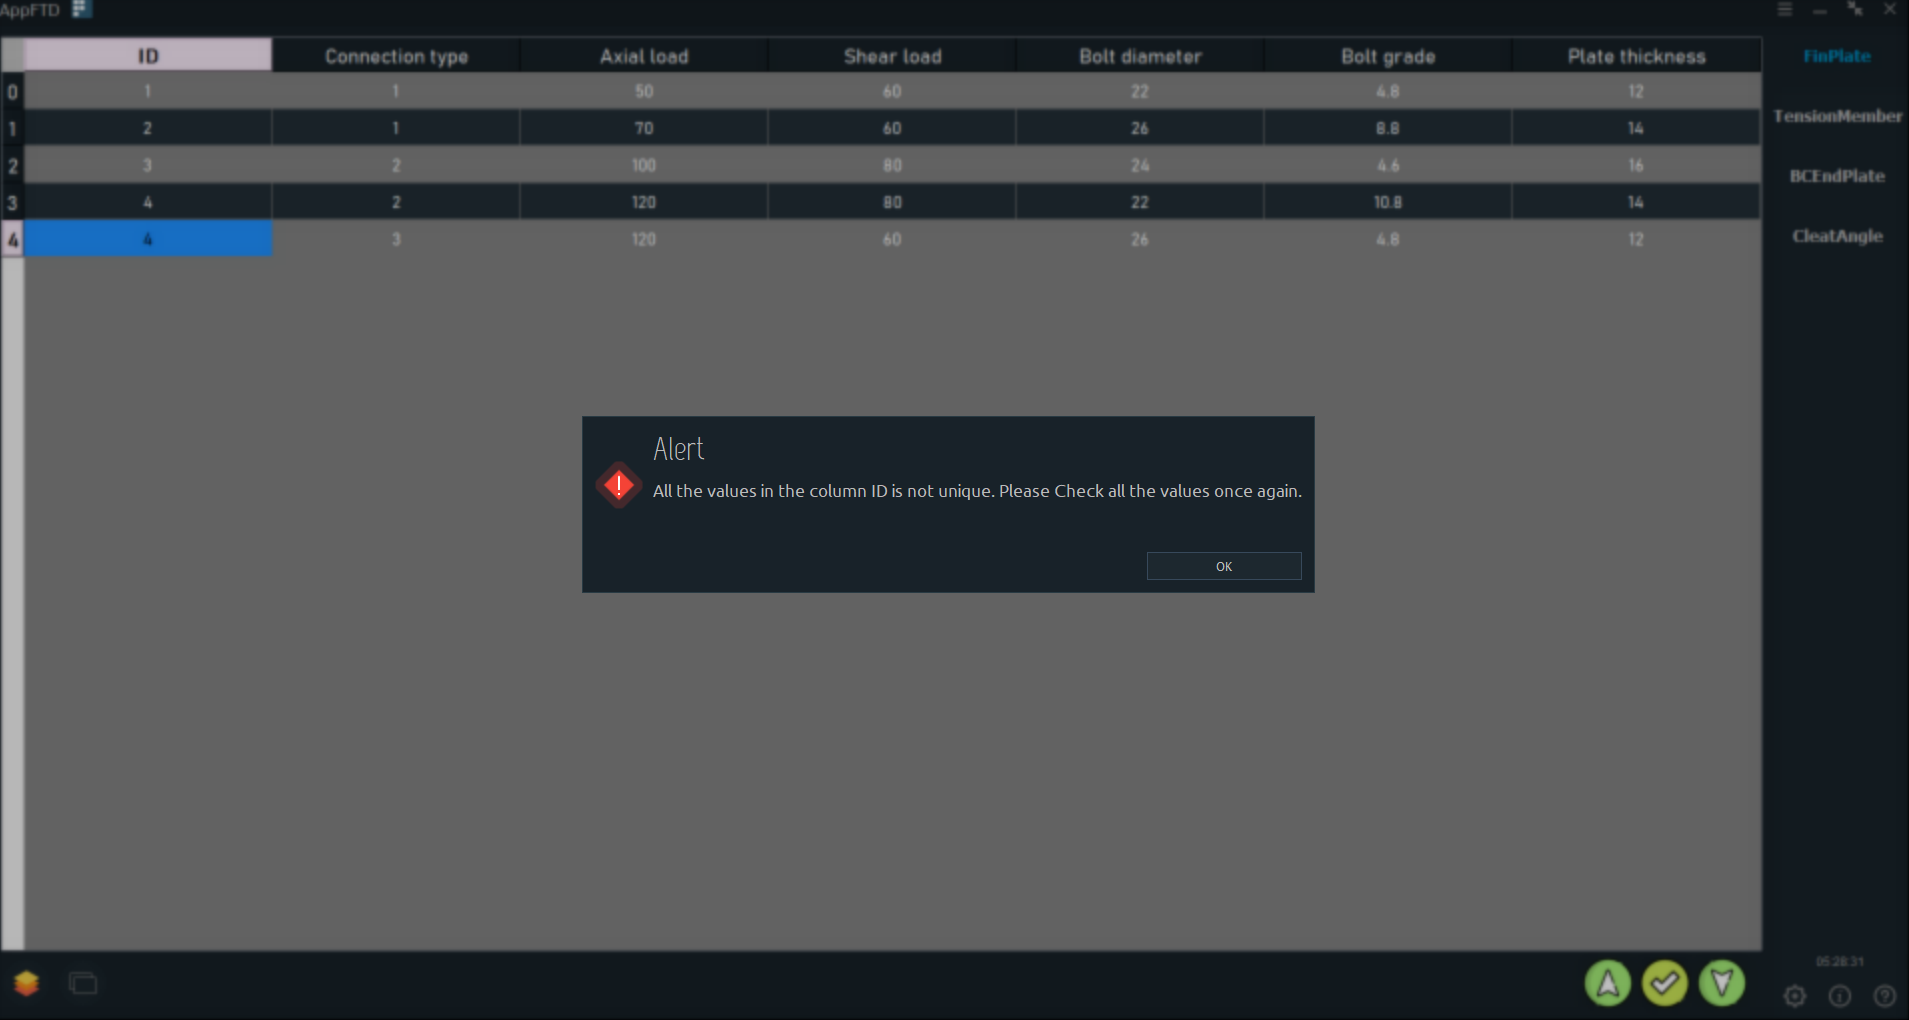 AppFTD
ID Connection type Axial load Shear load Bolt diameter Bolt grade Plate thickness
0 1 1 50 60 22 4.8 12
1 2 1 70 60 26 8.8 14
2 3 2 100 80 24 4.6 16
3 4 2 120 80 22 10.8 14
4 4 3 120 60 26 4.8 12
FinPlate
TensionMember
BCEndPlate
CleatAngle
Alert
All the values in the column ID is not unique. Please Check all the values once again.
OK
05:28:31